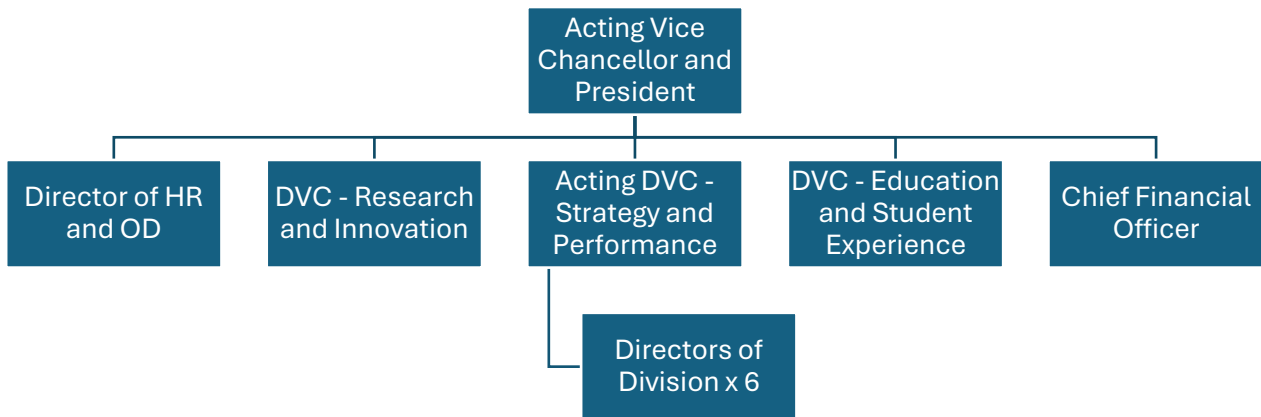 Acting Vice
Chancellor and
President
Director of HR
and OD
DVC - Research
and Innovation
Acting DVC -
Strategy and
Performance
DVC - Education
and Student
Experience
Chief Financial
Officer
Directors of
Division x 6